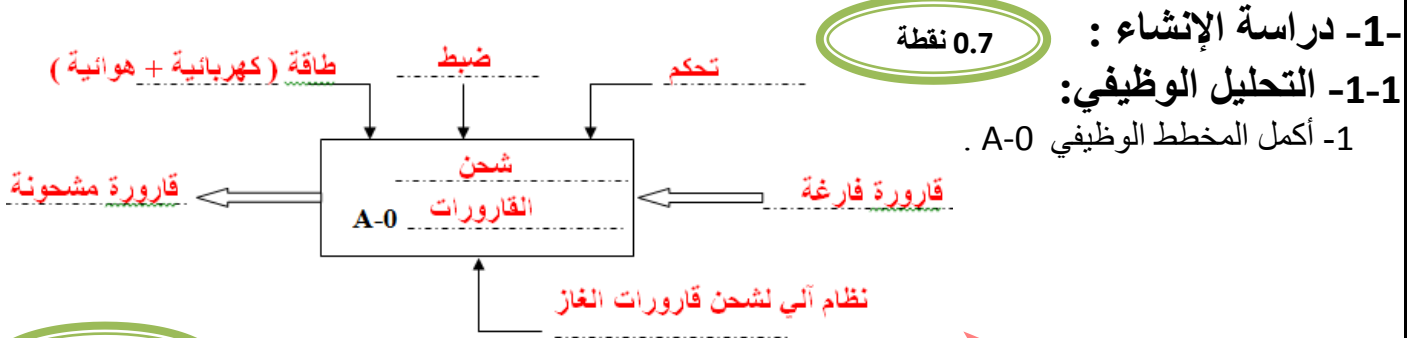 -1- دراسة الإنشاء :
0.7 نقطة
1-1- التحليل الوظيفي:
1- أكمل المخطط الوظيفي A-0 .
تحكم
ضبط
طاقة ( كهربائية + هوائية )
قارورة فارغة
شحن
القارورات
A-0
قارورة مشحونة
نظام آلي لشحن قارورات الغاز